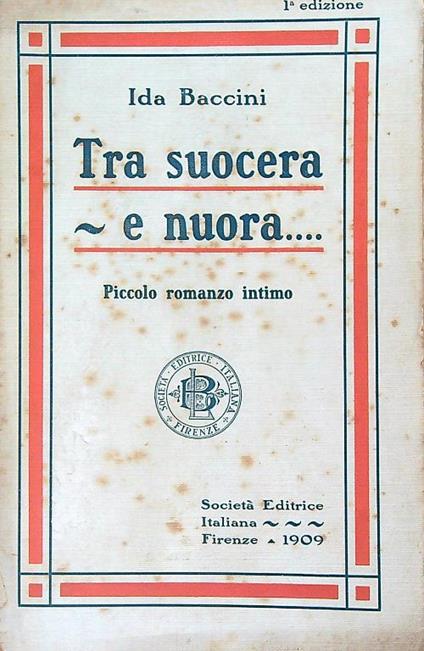 1ª edizione
Ida Baccini
Tra suocera
~ e nuora....
Piccolo romanzo intimo
SOCIETÀ · EDITRICE · ITALIANA · FIRENZE ·
Società Editrice
Italiana ~ ~ ~
Firenze ▲ 1909